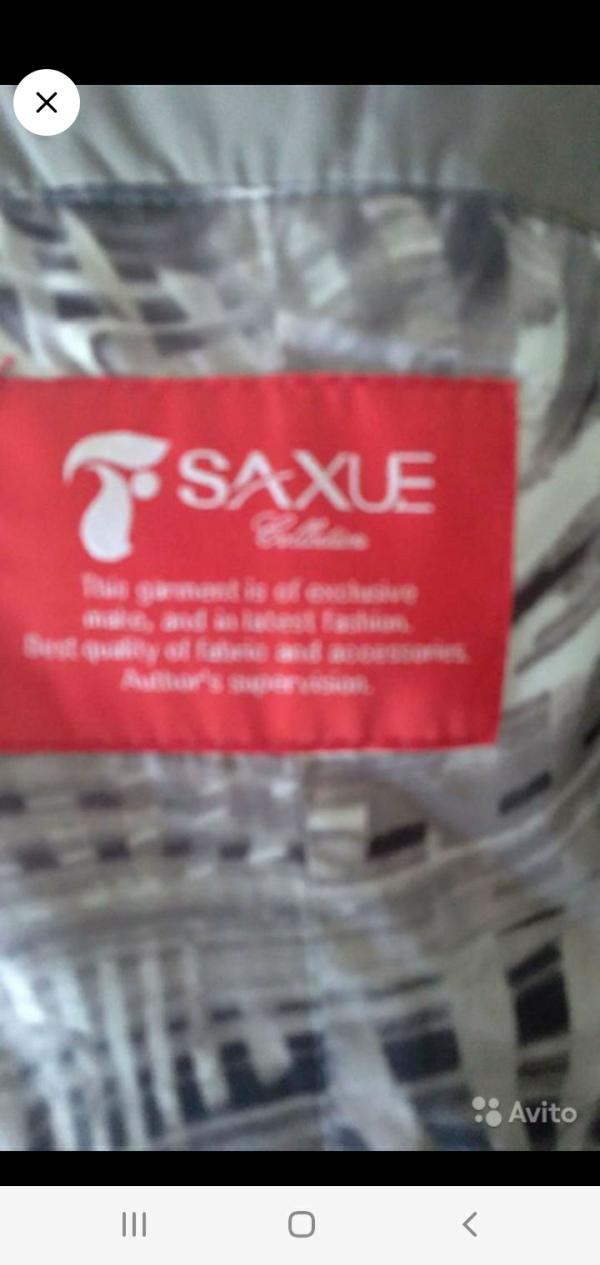 SAXUE
Collection
This garment is of exclusive
make, and in latest fashion.
Best quality of fabric and accessories.
Author's supervision.
Avito